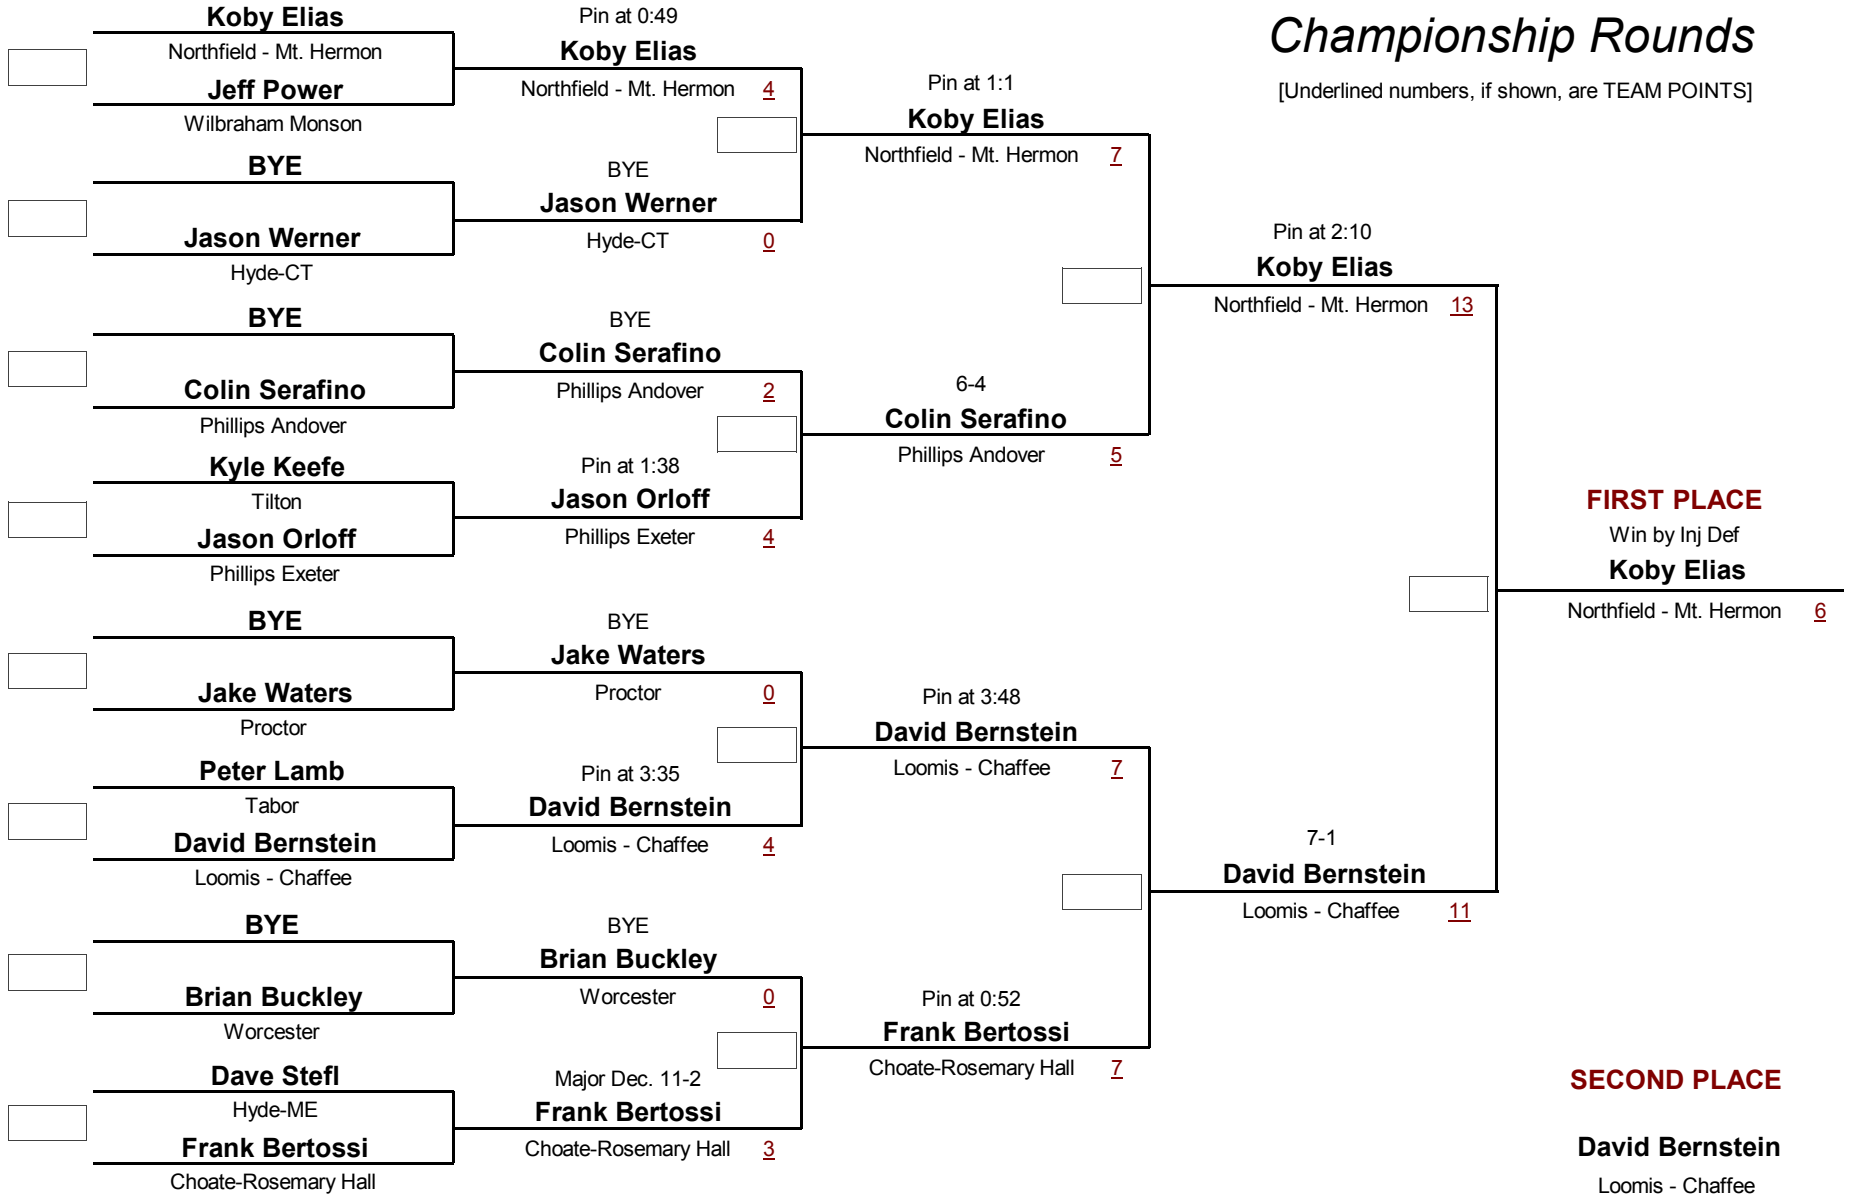 Championship Rounds
[Underlined numbers, if shown, are TEAM POINTS]
Koby Elias
Northfield - Mt. Hermon
Jeff Power
Wilbraham Monson
BYE
Jason Werner
Hyde-CT
BYE
Colin Serafino
Phillips Andover
Kyle Keefe
Tilton
Jason Orloff
Phillips Exeter
BYE
Jake Waters
Proctor
Peter Lamb
Tabor
David Bernstein
Loomis - Chaffee
BYE
Brian Buckley
Worcester
Dave Stefl
Hyde-ME
Frank Bertossi
Choate-Rosemary Hall
Pin at 0:49
Koby Elias
Northfield - Mt. Hermon 4
BYE
Jason Werner
Hyde-CT 0
BYE
Colin Serafino
Phillips Andover 2
Pin at 1:38
Jason Orloff
Phillips Exeter 4
BYE
Jake Waters
Proctor 0
Pin at 3:35
David Bernstein
Loomis - Chaffee 4
BYE
Brian Buckley
Worcester 0
Major Dec. 11-2
Frank Bertossi
Choate-Rosemary Hall 3
Pin at 1:1
Koby Elias
Northfield - Mt. Hermon 7
6-4
Colin Serafino
Phillips Andover 5
Pin at 3:48
David Bernstein
Loomis - Chaffee 7
Pin at 0:52
Frank Bertossi
Choate-Rosemary Hall 7
Pin at 2:10
Koby Elias
Northfield - Mt. Hermon 13
7-1
David Bernstein
Loomis - Chaffee 11
FIRST PLACE
Win by Inj Def
Koby Elias
Northfield - Mt. Hermon 6
SECOND PLACE
David Bernstein
Loomis - Chaffee